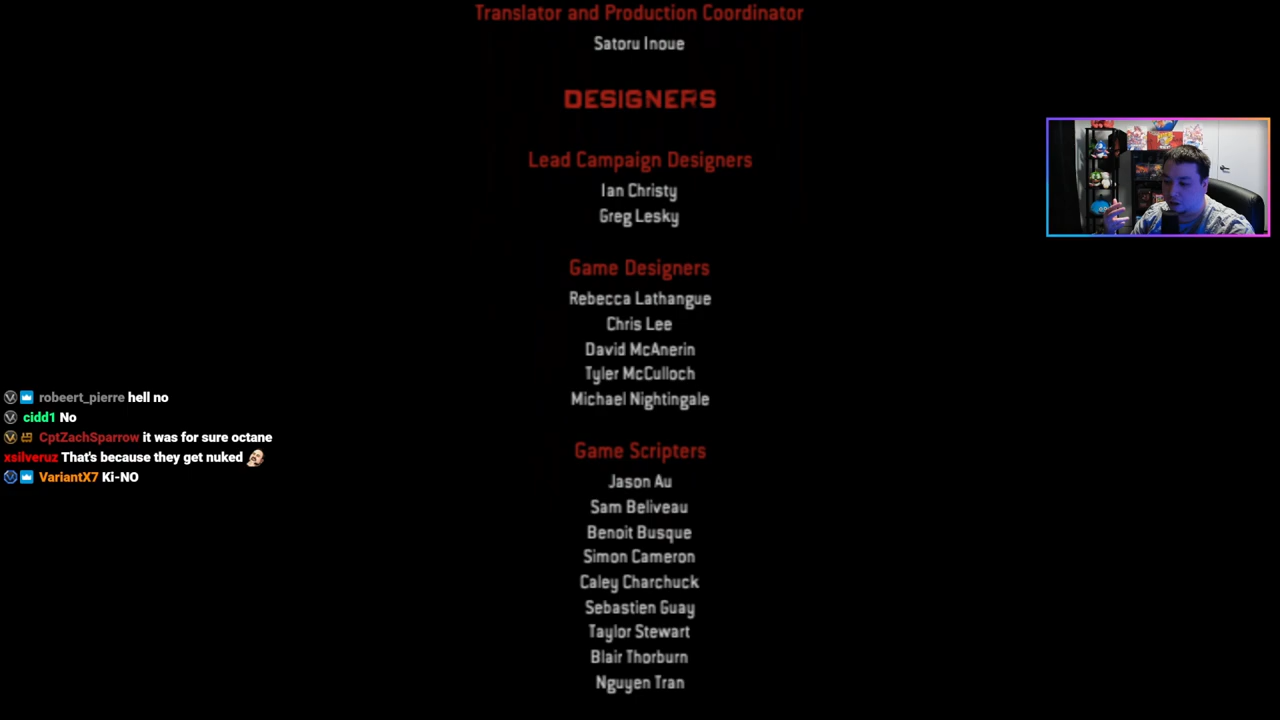 Translator and Production Coordinator
Satoru Inoue
DESIGNERS
Lead Campaign Designers
Ian Christy
Greg Lesky
Game Designers
Rebecca Lathangue
Chris Lee
David McAnerin
Tyler McCulloch
Michael Nightingale
Game Scripters
Jason Au
Sam Beliveau
Benoit Busque
Simon Cameron
Caley Charchuck
Sebastien Guay
Taylor Stewart
Blair Thorburn
Nguyen Tran
robeert_pierre hell no
cidd1 No
CptZachSparrow it was for sure octane
xsilveruz That's because they get nuked
VariantX7 Ki-NO